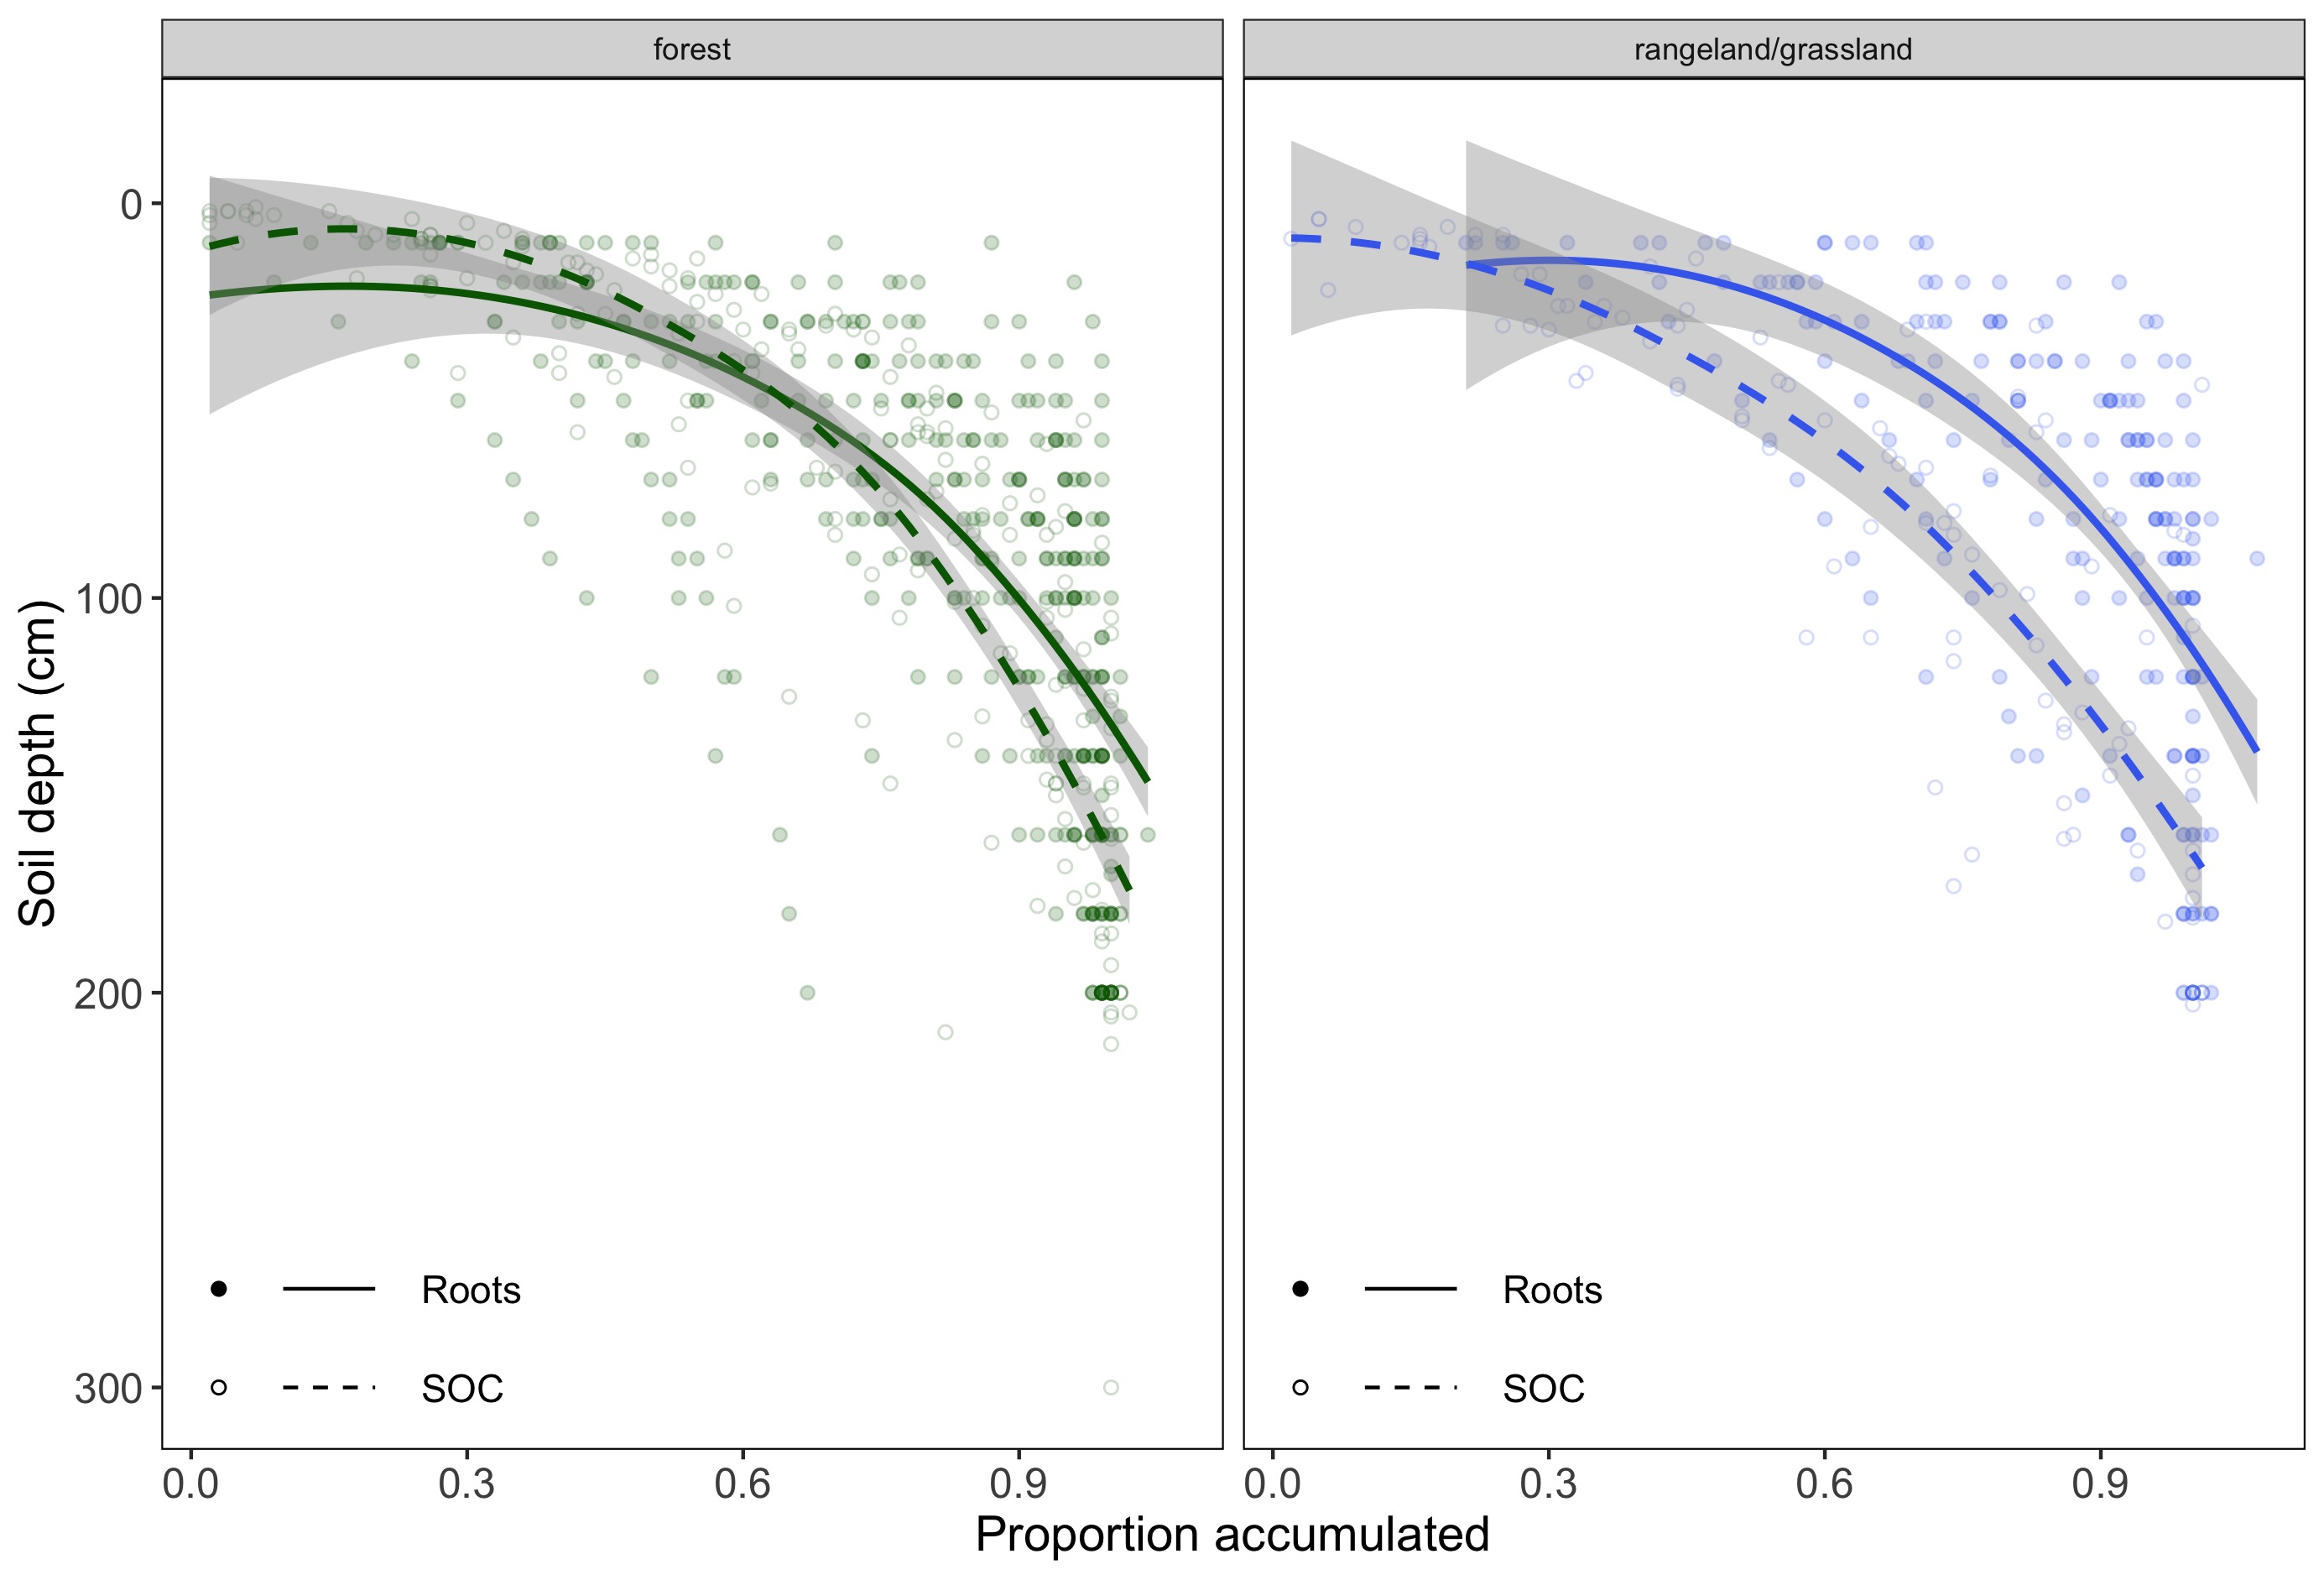 forest
rangeland/grassland
0
100
200
300
Soil depth (cm)
Roots
SOC
Roots
SOC
0.0 0.3 0.6 0.9
0.0 0.3 0.6 0.9
Proportion accumulated